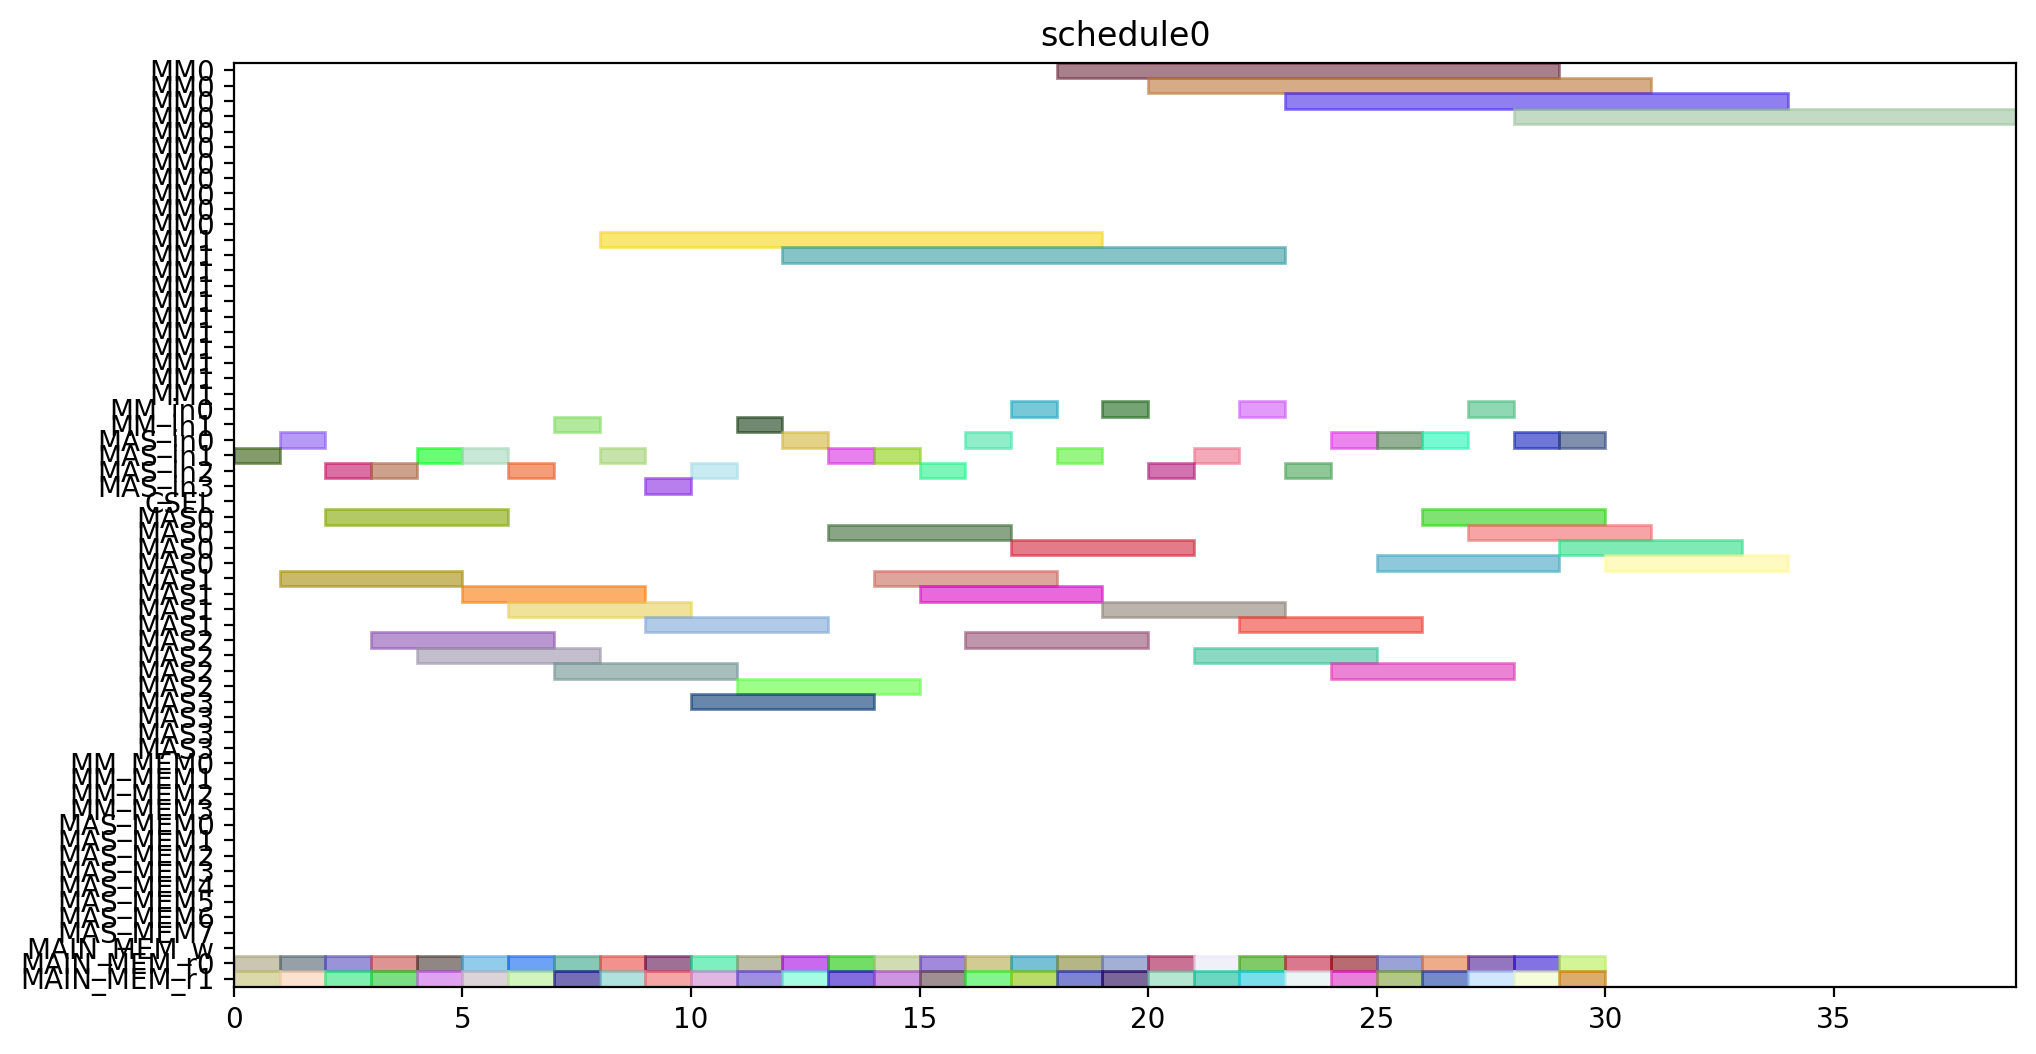 schedule0
MM0
MM0
MM0
MM0
MM0
MM0
MM0
MM0
MM0
MM0
MM0
MM1
MM1
MM1
MM1
MM1
MM1
MM1
MM1
MM1
MM1
MM1
MM_in0
MM_in1
MAS_in0
MAS_in1
MAS_in2
MAS_in3
CSEL
MAS0
MAS0
MAS0
MAS0
MAS1
MAS1
MAS1
MAS1
MAS2
MAS2
MAS2
MAS2
MAS3
MAS3
MAS3
MAS3
MM_MEM0
MM_MEM1
MM_MEM2
MM_MEM3
MAS_MEM0
MAS_MEM1
MAS_MEM2
MAS_MEM3
MAS_MEM4
MAS_MEM5
MAS_MEM6
MAS_MEM7
MAIN_MEM_w
MAIN_MEM_r0
MAIN_MEM_r1
0 5 10 15 20 25 30 35